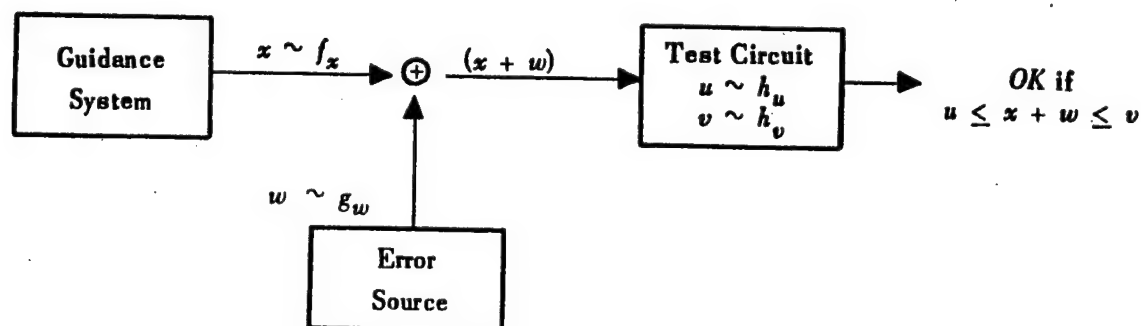 Guidance
System
x ~ f_x
⊕
(x + w)
Test Circuit
u ~ h_u
v ~ h_v
OK if
u ≤ x + w ≤ v
w ~ g_w
Error
Source